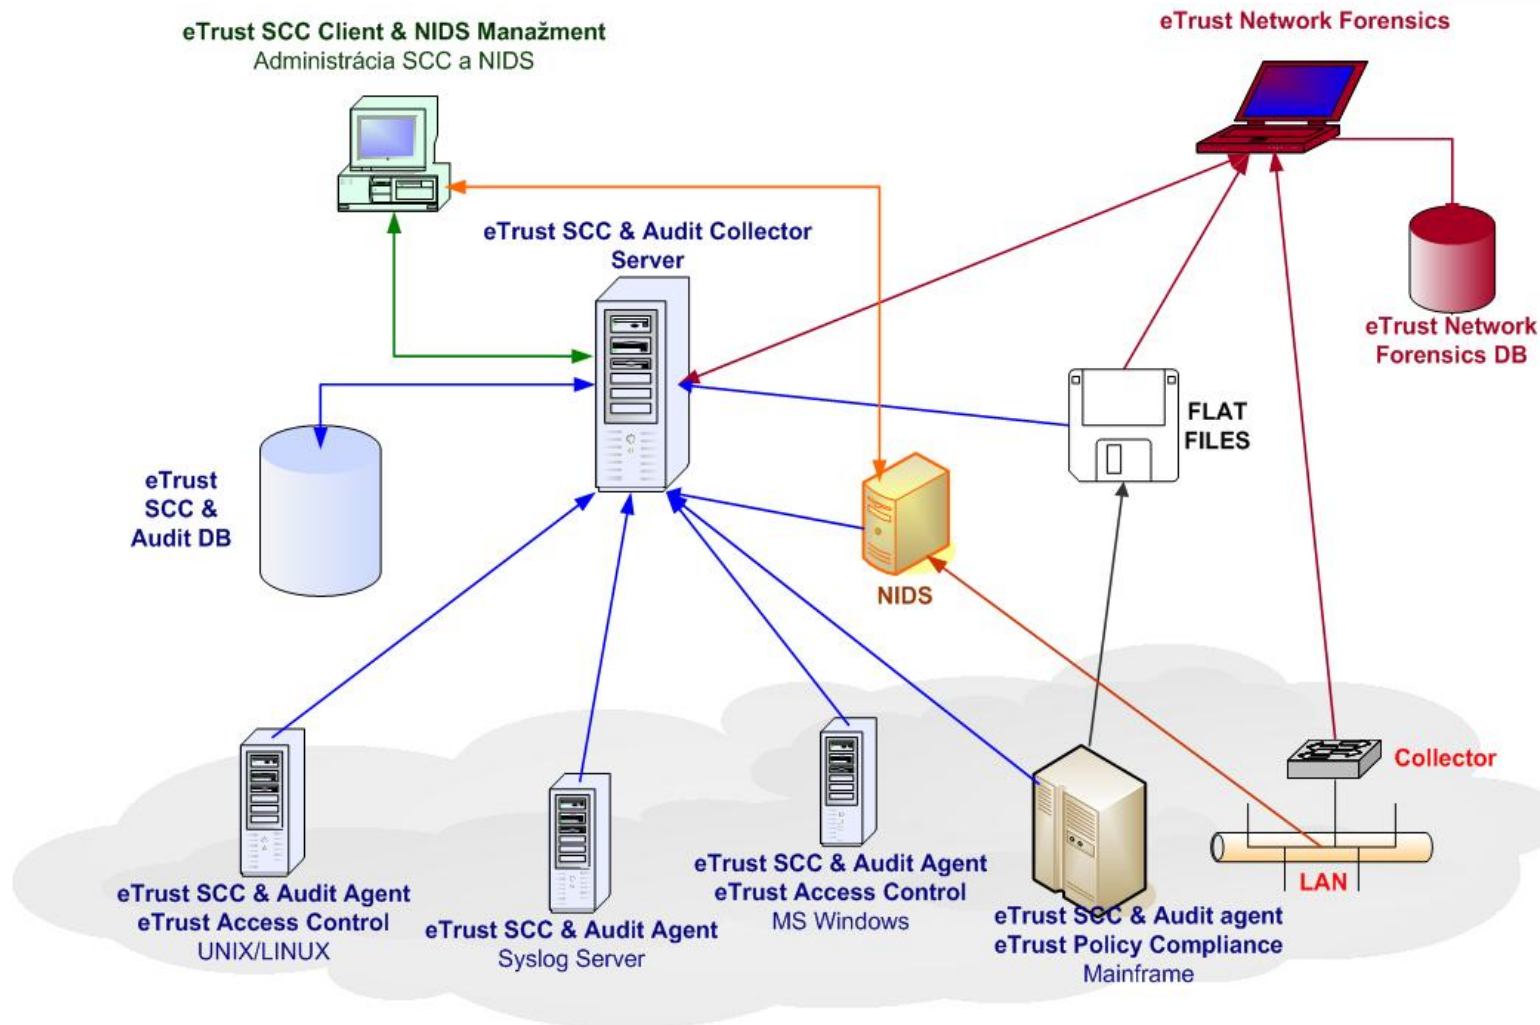 eTrust SCC Client & NIDS Manažment
Administrácia SCC a NIDS
eTrust Network Forensics
eTrust SCC & Audit Collector
Server
eTrust Network
Forensics DB
FLAT
FILES
eTrust
SCC &
Audit DB
NIDS
Collector
LAN
eTrust SCC & Audit Agent
eTrust Access Control
UNIX/LINUX
eTrust SCC & Audit Agent
Syslog Server
eTrust SCC & Audit Agent
eTrust Access Control
MS Windows
eTrust SCC & Audit agent
eTrust Policy Compliance
Mainframe